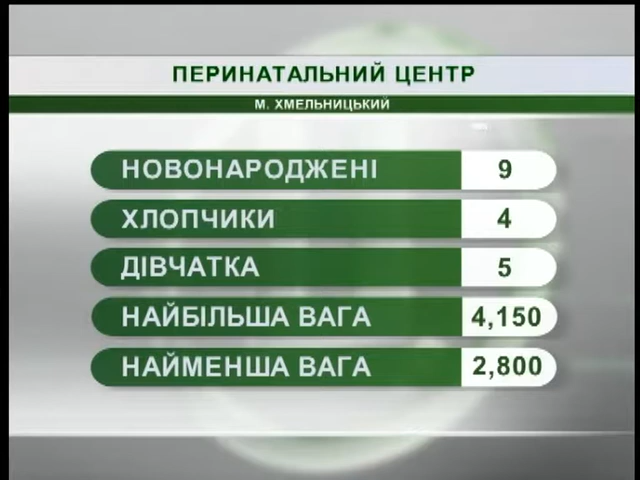 ПЕРИНАТАЛЬНИЙ ЦЕНТР
М. ХМЕЛЬНИЦЬКИЙ
НОВОНАРОДЖЕНІ 9
ХЛОПЧИКИ 4
ДІВЧАТКА 5
НАЙБІЛЬША ВАГА 4,150
НАЙМЕНША ВАГА 2,800